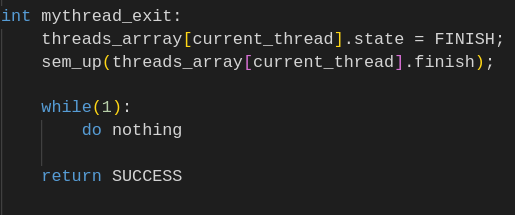 int mythread_exit:
    threads_arrray[current_thread].state = FINISH;
    sem_up(threads_array[current_thread].finish);

    while(1):
        do nothing

    return SUCCESS